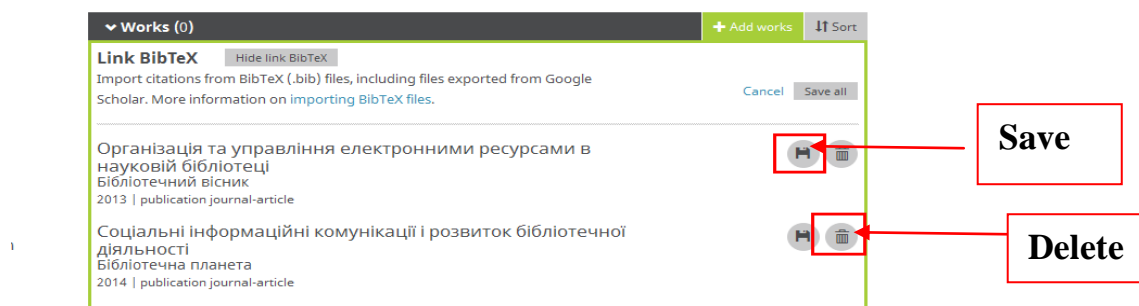 Works (0) + Add works Sort
Link BibTeX Hide link BibTeX
Import citations from BibTeX (.bib) files, including files exported from Google
Scholar. More information on importing BibTeX files.
Cancel Save all
Організація та управління електронними ресурсами в
науковій бібліотеці
Бібліотечний вісник
2013 | publication journal-article
Save
Соціальні інформаційні комунікації і розвиток бібліотечної
діяльності
Бібліотечна планета
2014 | publication journal-article
Delete